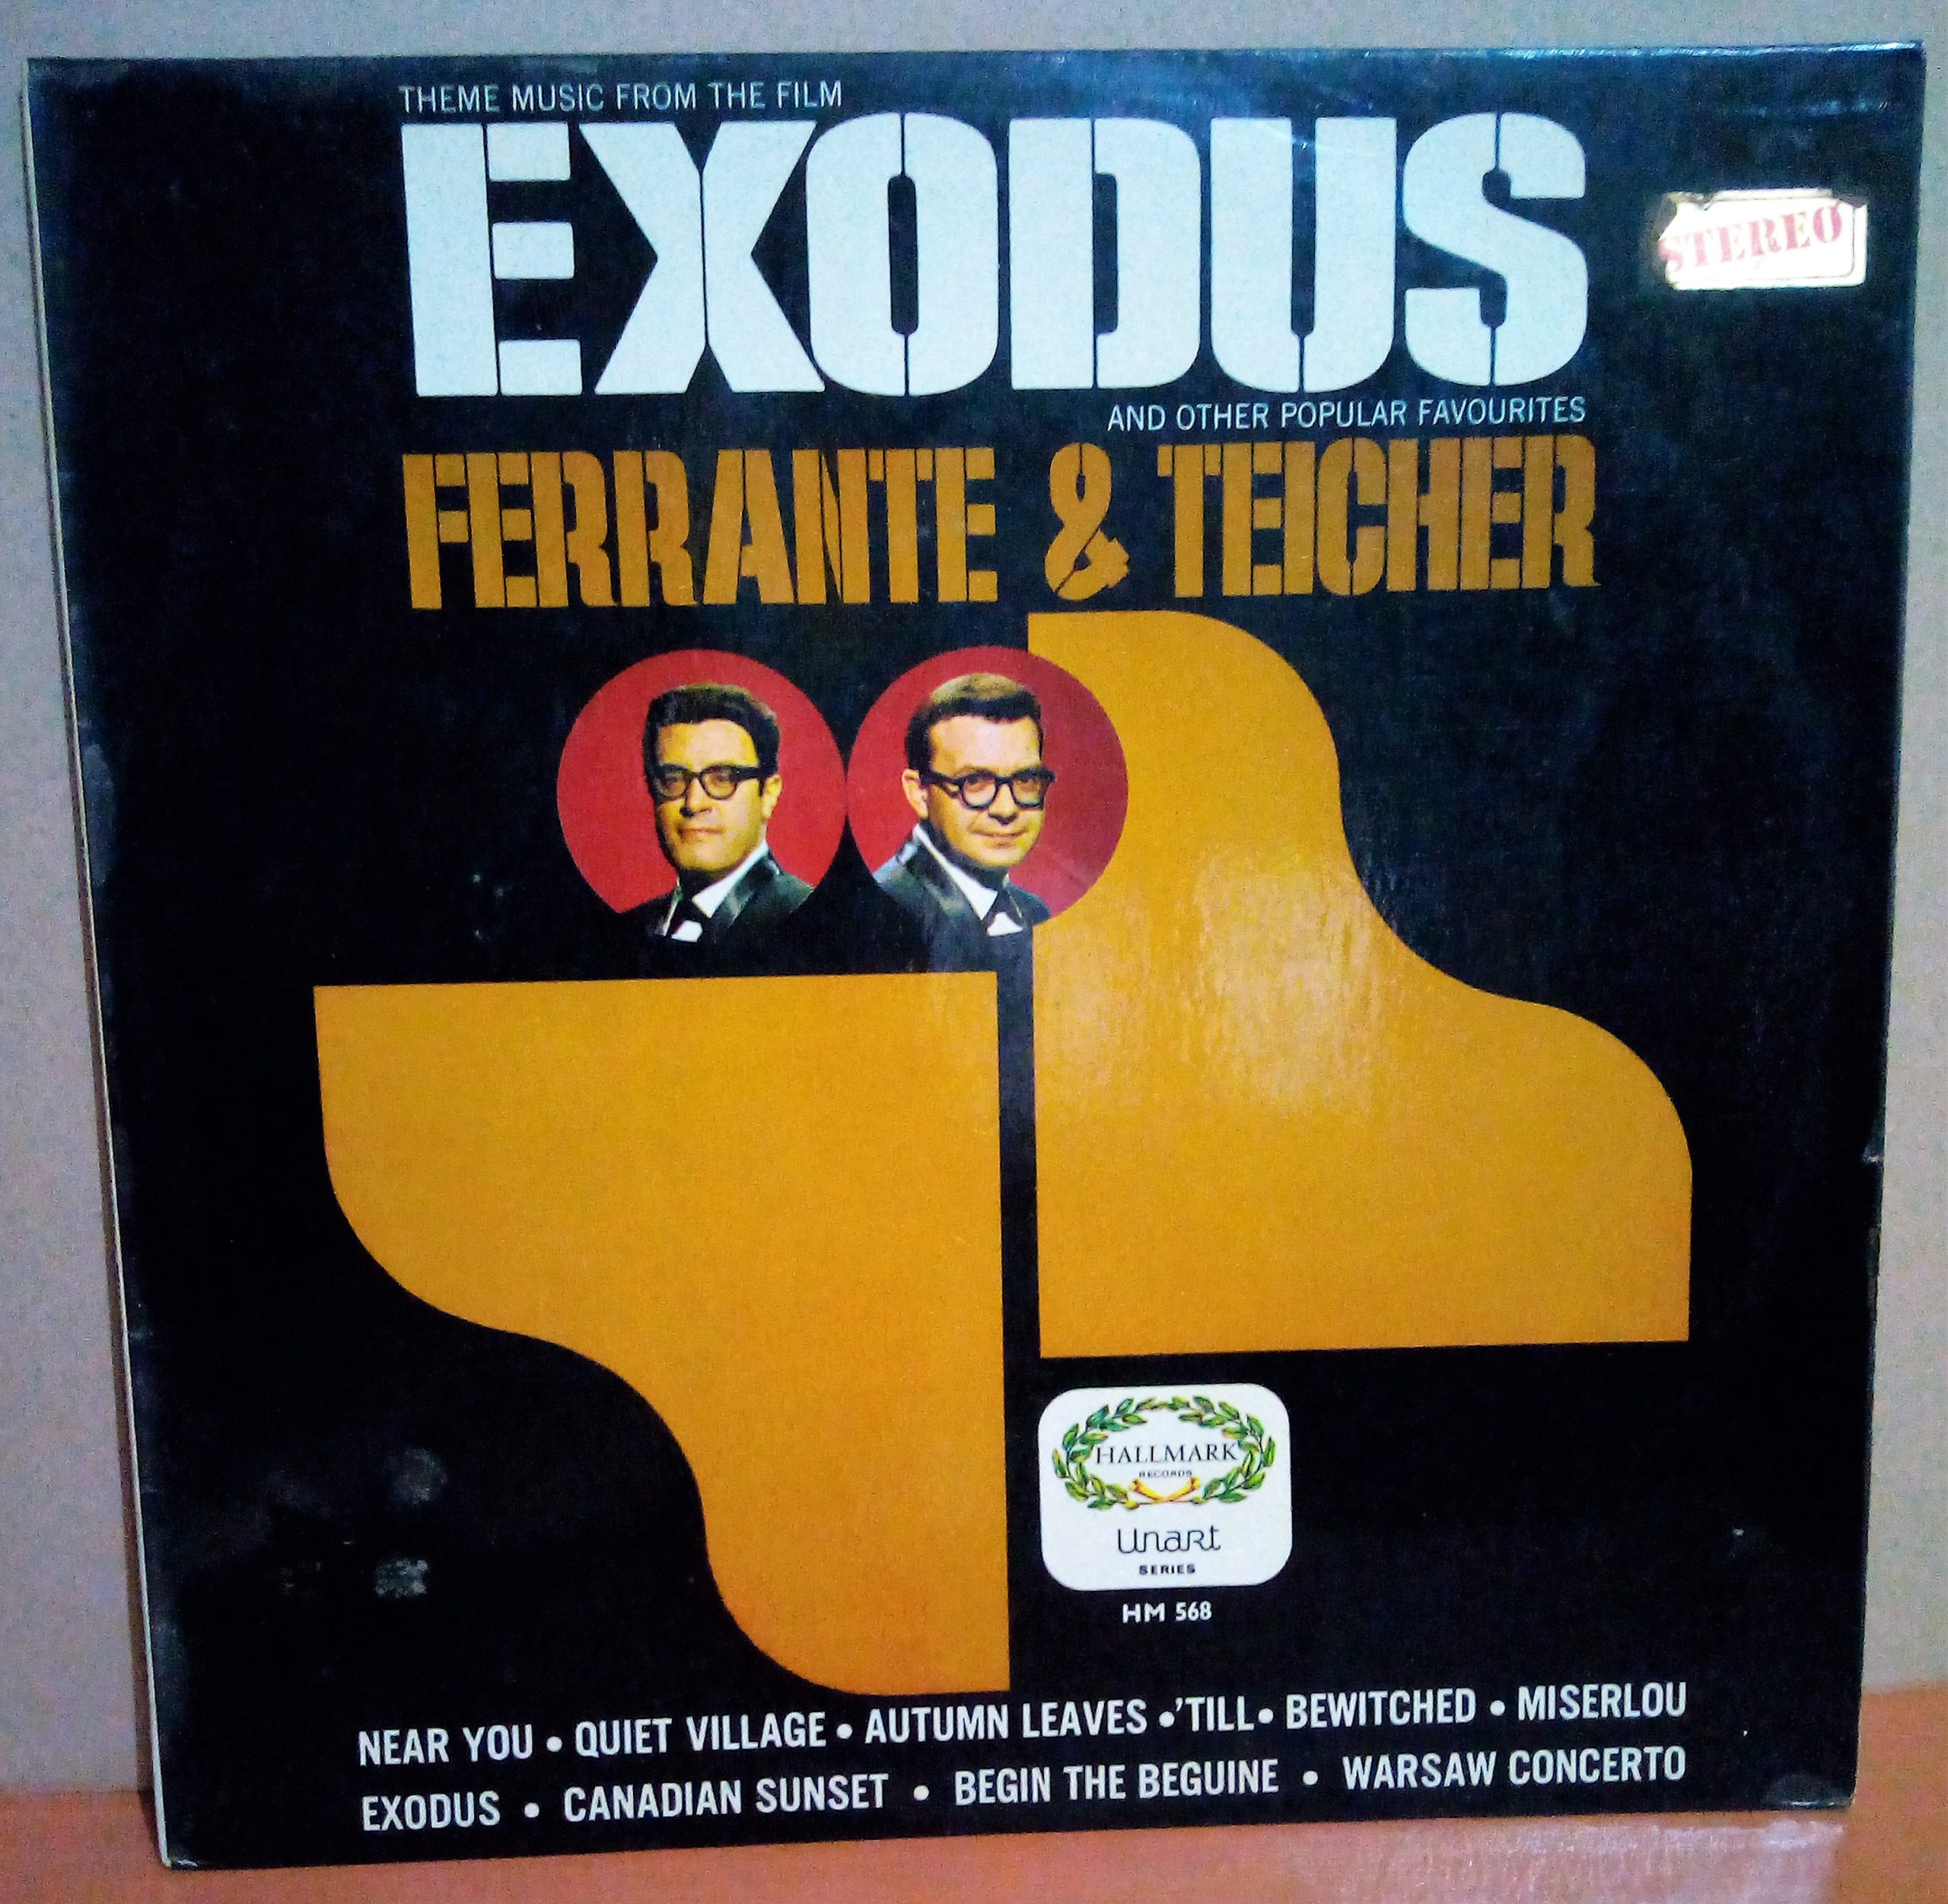 THEME MUSIC FROM THE FILM
EXODUS
STEREO
AND OTHER POPULAR FAVOURITES
FERRANTE & TEICHER
HALLMARK
RECORDS
Unart
SERIES
HM 568
NEAR YOU • QUIET VILLAGE • AUTUMN LEAVES •'TILL• BEWITCHED • MISERLOU
EXODUS • CANADIAN SUNSET • BEGIN THE BEGUINE • WARSAW CONCERTO